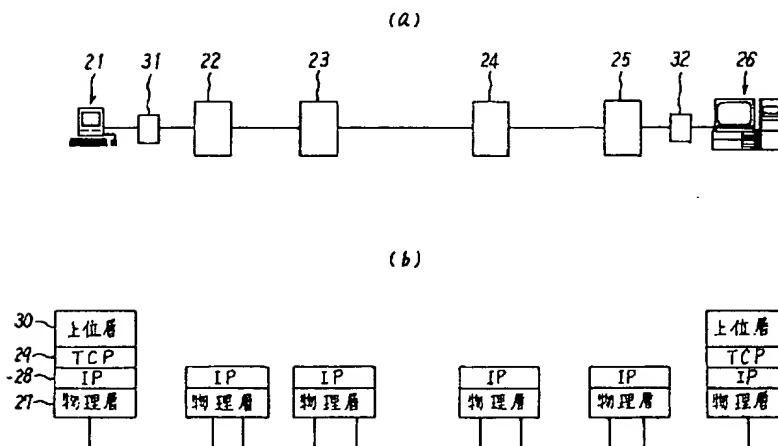 (a)
21 31 22 23 24 25 32 26
(b)
30 上位層 上位層
29 TCP TCP
28 IP IP IP IP IP IP
27 物理層 物理層 物理層 物理層 物理層 物理層